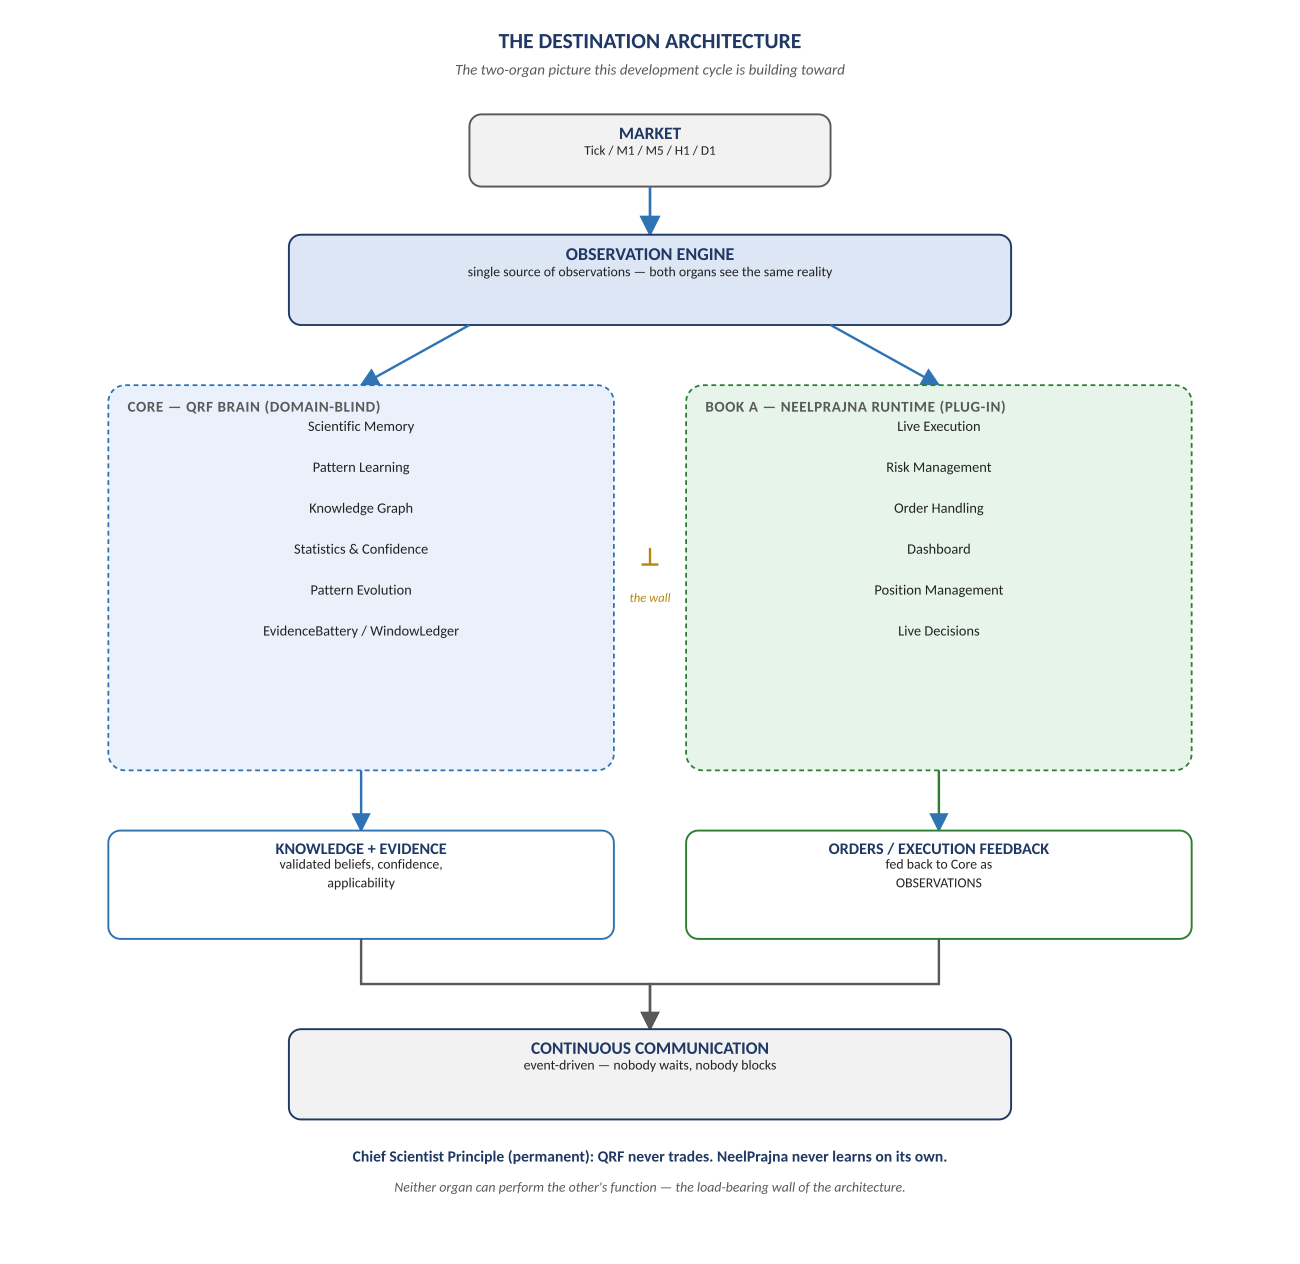 THE DESTINATION ARCHITECTURE
The two-organ picture this development cycle is building toward
MARKET
Tick / M1 / M5 / H1 / D1
OBSERVATION ENGINE
single source of observations — both organs see the same reality
CORE — QRF BRAIN (DOMAIN-BLIND)
Scientific Memory
Pattern Learning
Knowledge Graph
Statistics & Confidence
Pattern Evolution
EvidenceBattery / WindowLedger
⊥
the wall
BOOK A — NEELPRAJNA RUNTIME (PLUG-IN)
Live Execution
Risk Management
Order Handling
Dashboard
Position Management
Live Decisions
KNOWLEDGE + EVIDENCE
validated beliefs, confidence,
applicability
ORDERS / EXECUTION FEEDBACK
fed back to Core as
OBSERVATIONS
CONTINUOUS COMMUNICATION
event-driven — nobody waits, nobody blocks
Chief Scientist Principle (permanent): QRF never trades. NeelPrajna never learns on its own.
Neither organ can perform the other's function — the load-bearing wall of the architecture.